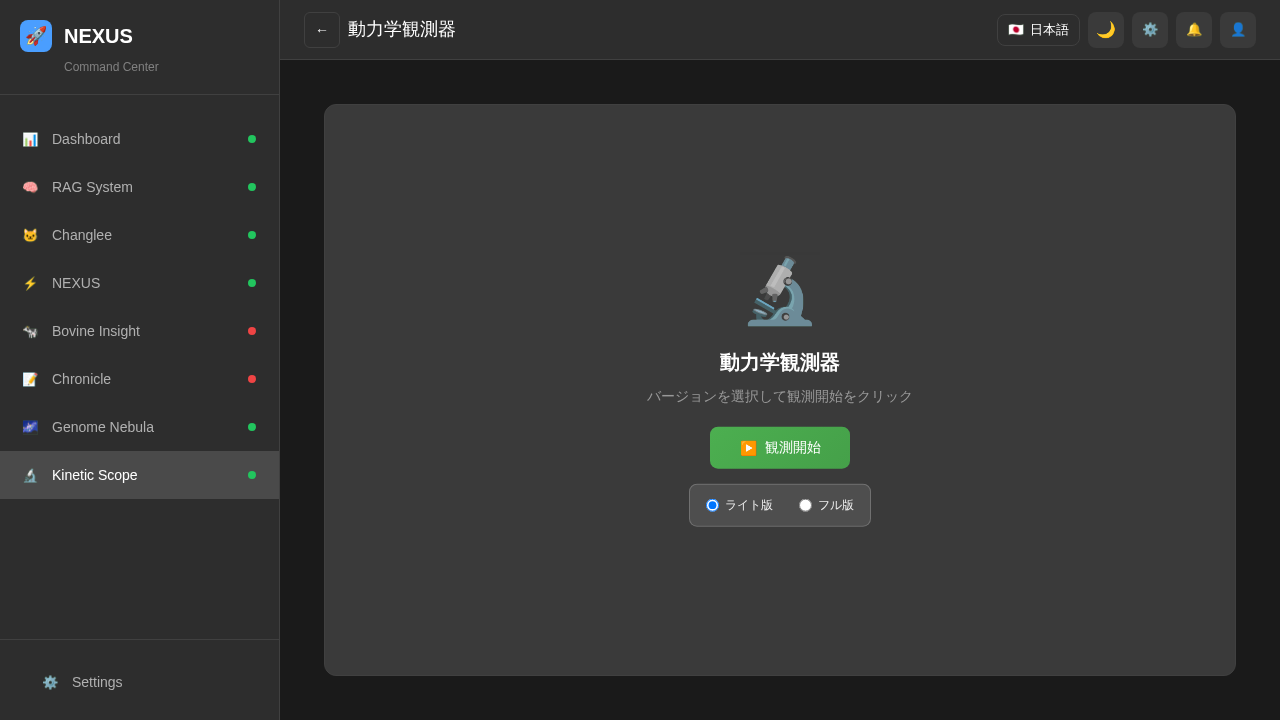 NEXUS
Command Center
Dashboard
RAG System
Changlee
NEXUS
Bovine Insight
Chronicle
Genome Nebula
Kinetic Scope
Settings
← 動力学観測器
日本語
動力学観測器
バージョンを選択して観測開始をクリック
観測開始
ライト版 フル版